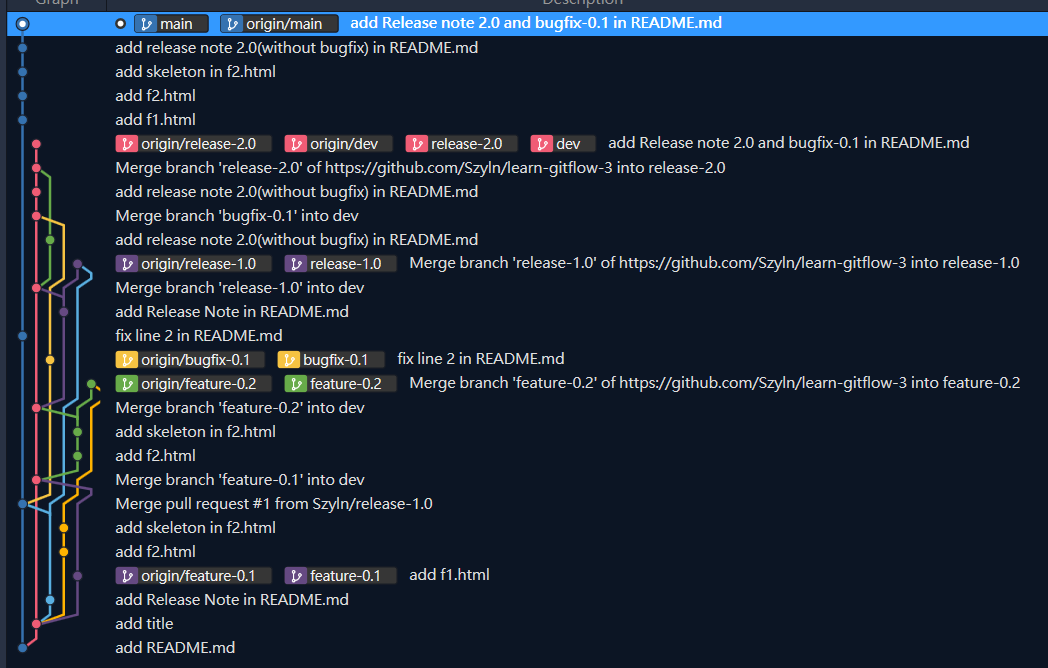 Graph Description
main origin/main add Release note 2.0 and bugfix-0.1 in README.md
add release note 2.0(without bugfix) in README.md
add skeleton in f2.html
add f2.html
add f1.html
origin/release-2.0 origin/dev release-2.0 dev add Release note 2.0 and bugfix-0.1 in README.md
Merge branch 'release-2.0' of https://github.com/Szyln/learn-gitflow-3 into release-2.0
add release note 2.0(without bugfix) in README.md
Merge branch 'bugfix-0.1' into dev
add release note 2.0(without bugfix) in README.md
origin/release-1.0 release-1.0 Merge branch 'release-1.0' of https://github.com/Szyln/learn-gitflow-3 into release-1.0
Merge branch 'release-1.0' into dev
add Release Note in README.md
fix line 2 in README.md
origin/bugfix-0.1 bugfix-0.1 fix line 2 in README.md
origin/feature-0.2 feature-0.2 Merge branch 'feature-0.2' of https://github.com/Szyln/learn-gitflow-3 into feature-0.2
Merge branch 'feature-0.2' into dev
add skeleton in f2.html
add f2.html
Merge branch 'feature-0.1' into dev
Merge pull request #1 from Szyln/release-1.0
add skeleton in f2.html
add f2.html
origin/feature-0.1 feature-0.1 add f1.html
add Release Note in README.md
add title
add README.md